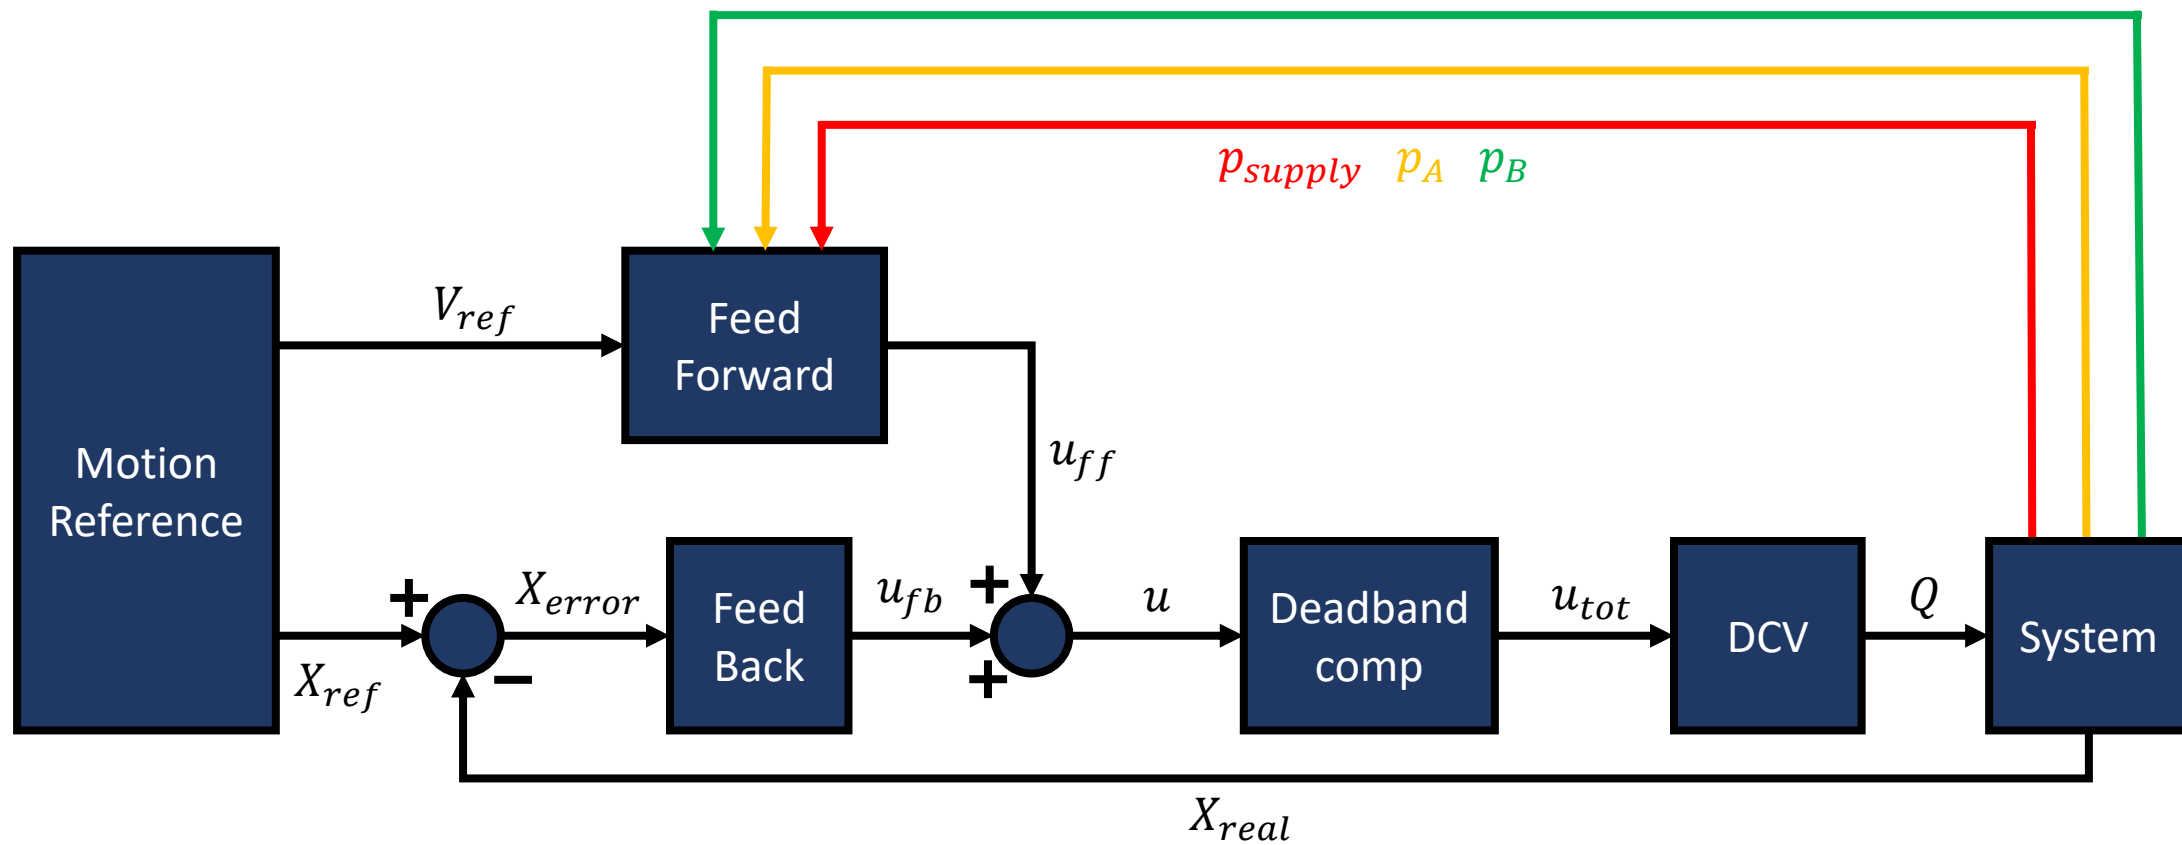 p_supply p_A p_B
V_ref
Feed
Forward
u_ff
Motion
Reference
X_ref
+
−
X_error
Feed
Back
u_fb
+
+
u
Deadband
comp
u_tot
DCV
Q
System
X_real